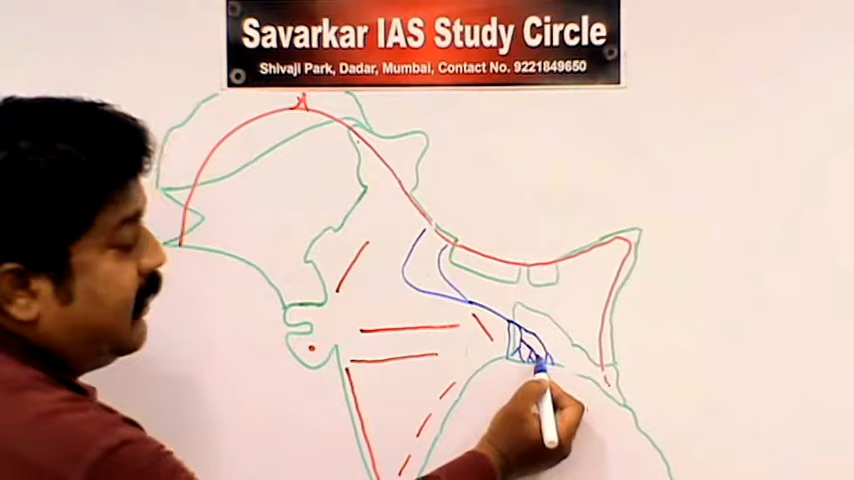 Savarkar IAS Study Circle
Shivaji Park, Dadar, Mumbai, Contact No. 9221849650